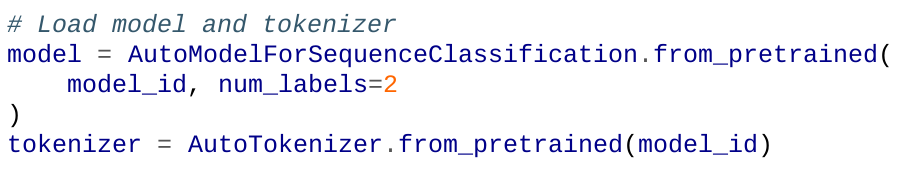 # Load model and tokenizer
model = AutoModelForSequenceClassification.from_pretrained(
    model_id, num_labels=2
)
tokenizer = AutoTokenizer.from_pretrained(model_id)